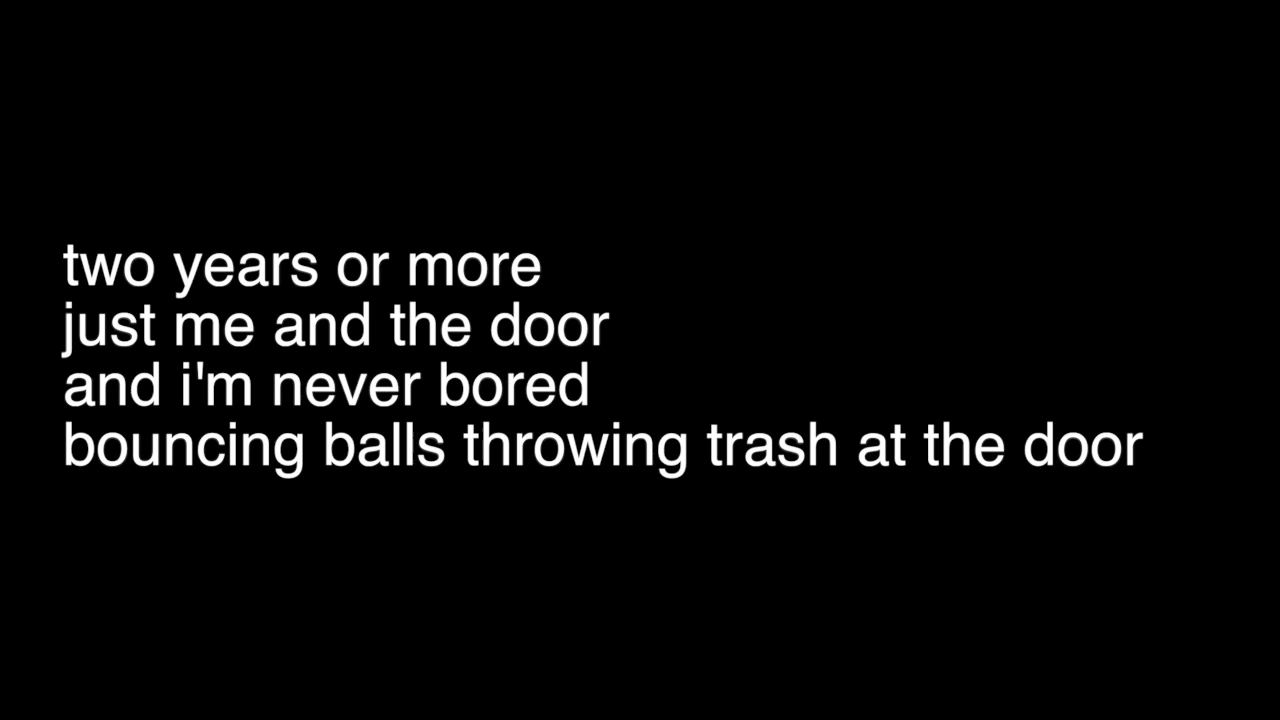 two years or more
just me and the door
and i'm never bored
bouncing balls throwing trash at the door